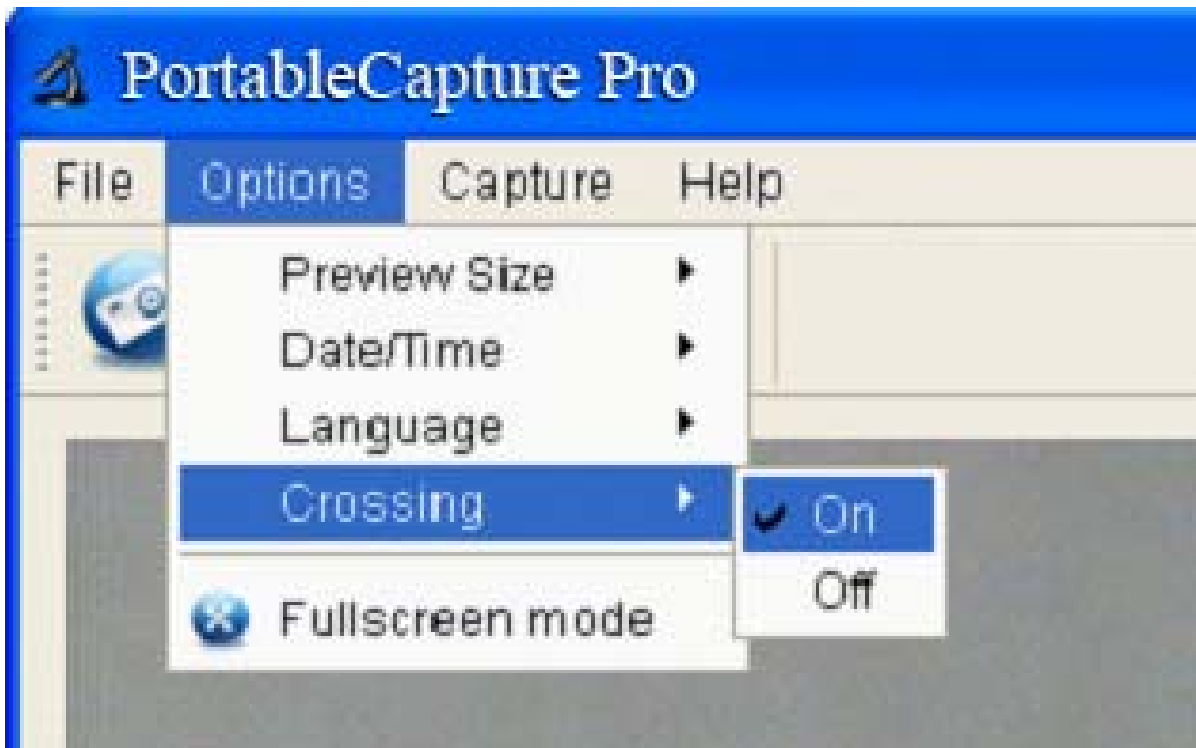 PortableCapture Pro
File Options Capture Help
Preview Size
Date/Time
Language
Crossing
On
Off
Fullscreen mode